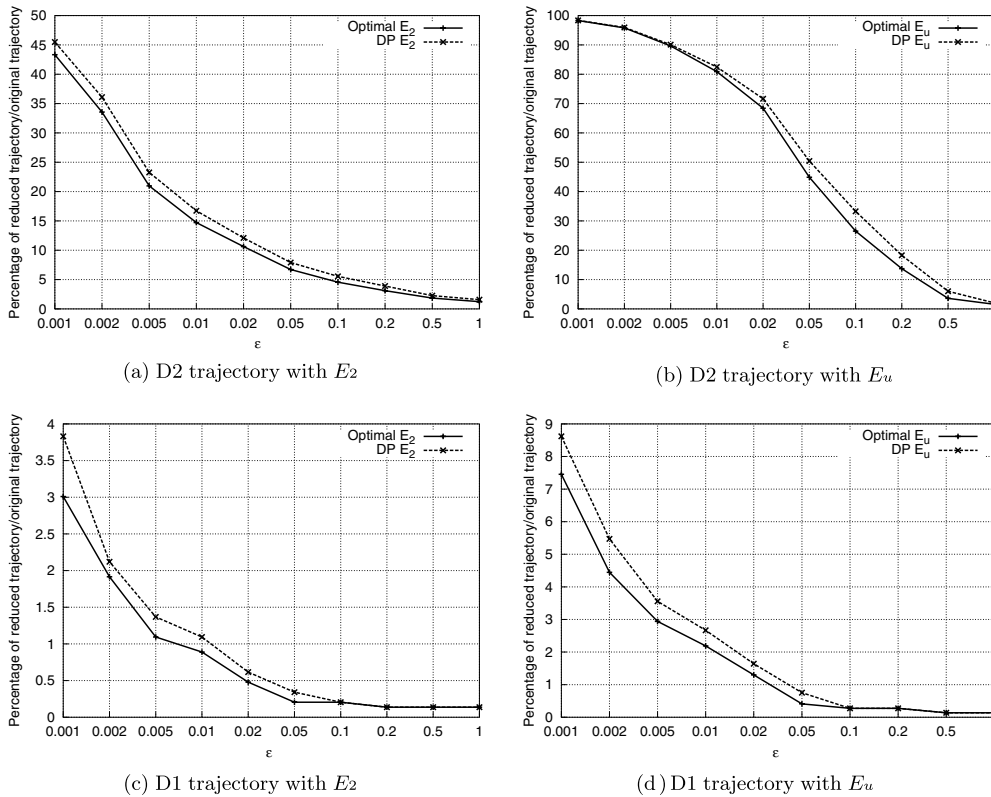 Percentage of reduced trajectory/original trajectory
50
45
40
35
30
25
20
15
10
5
0
0.001 0.002 0.005 0.01 0.02 0.05 0.1 0.2 0.5 1
ε
Optimal E2
DP E2
(a) D2 trajectory with E2
Percentage of reduced trajectory/original trajectory
100
90
80
70
60
50
40
30
20
10
0
0.001 0.002 0.005 0.01 0.02 0.05 0.1 0.2 0.5
ε
Optimal Eu
DP Eu
(b) D2 trajectory with Eu
Percentage of reduced trajectory/original trajectory
4
3.5
3
2.5
2
1.5
1
0.5
0
0.001 0.002 0.005 0.01 0.02 0.05 0.1 0.2 0.5 1
ε
Optimal E2
DP E2
(c) D1 trajectory with E2
Percentage of reduced trajectory/original trajectory
9
8
7
6
5
4
3
2
1
0
0.001 0.002 0.005 0.01 0.02 0.05 0.1 0.2 0.5
ε
Optimal Eu
DP Eu
(d) D1 trajectory with Eu